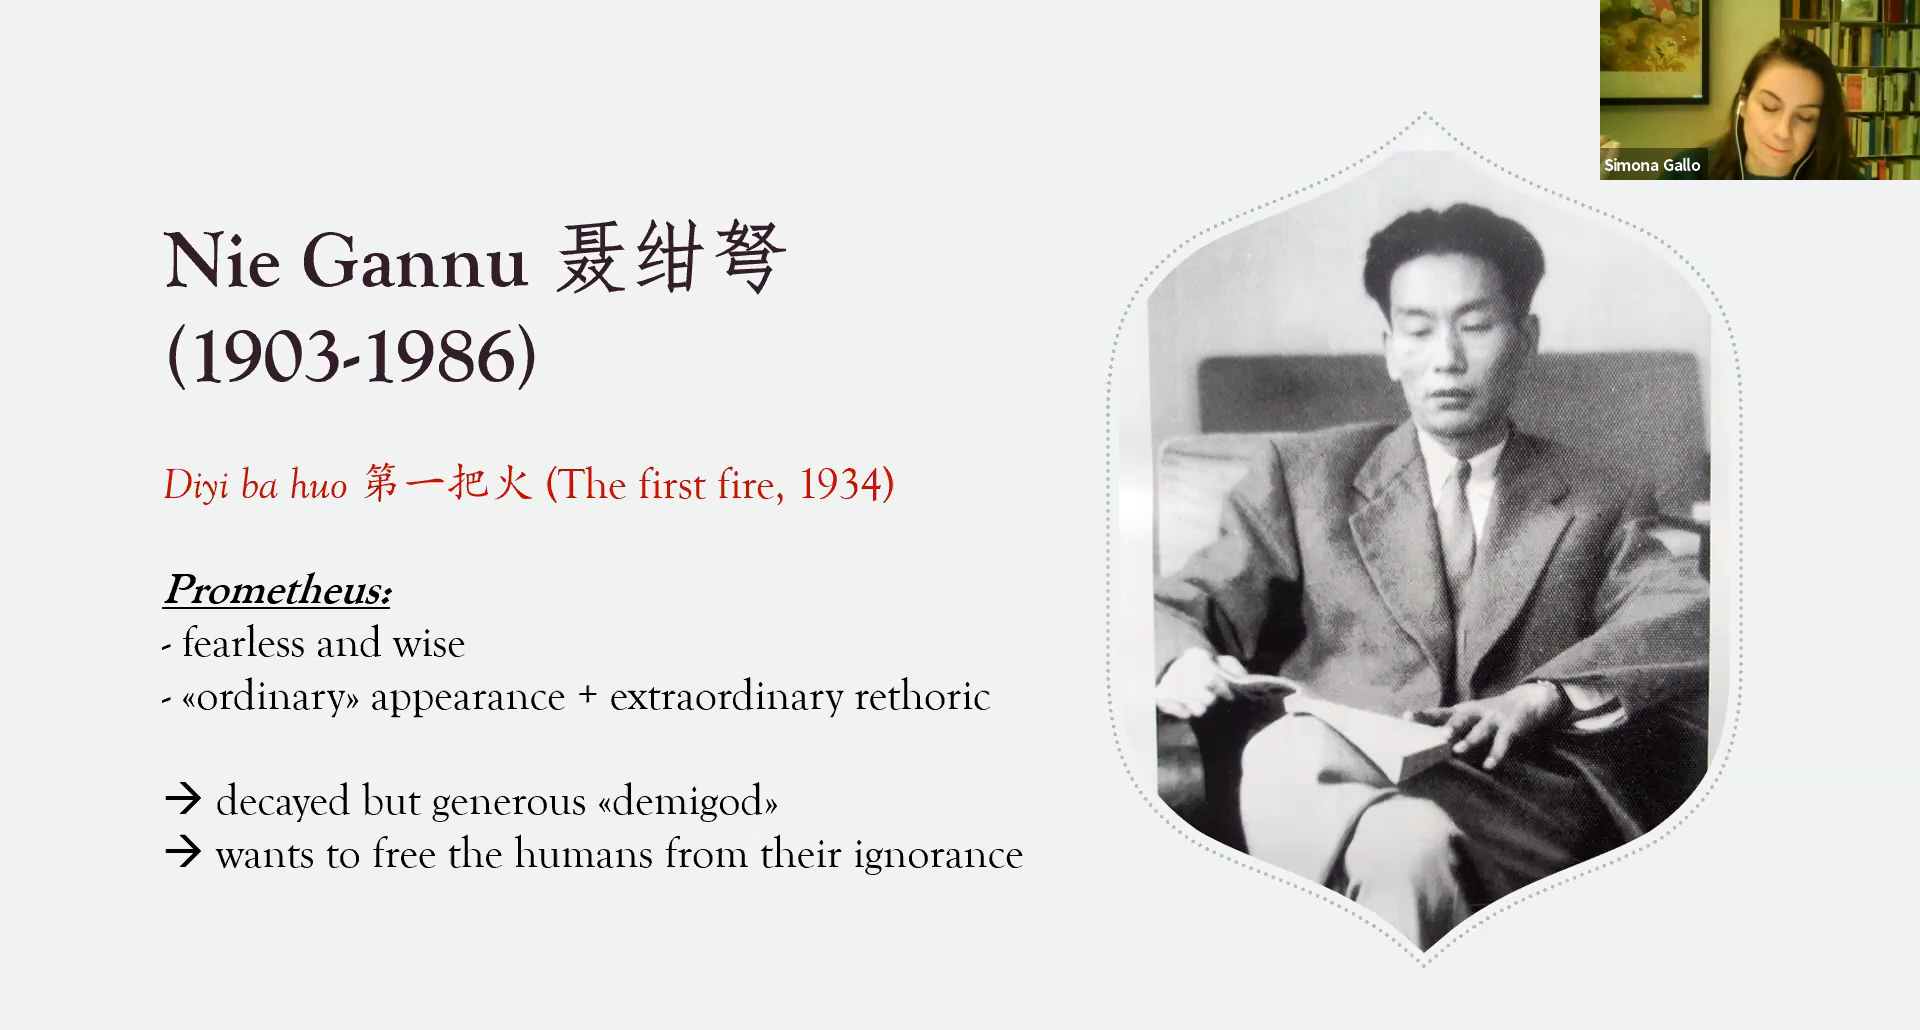 Simona Gallo
Nie Gannu 聂绀弩
(1903-1986)
Diyi ba huo 第一把火 (The first fire, 1934)
Prometheus:
- fearless and wise
- «ordinary» appearance + extraordinary rethoric
→ decayed but generous «demigod»
→ wants to free the humans from their ignorance